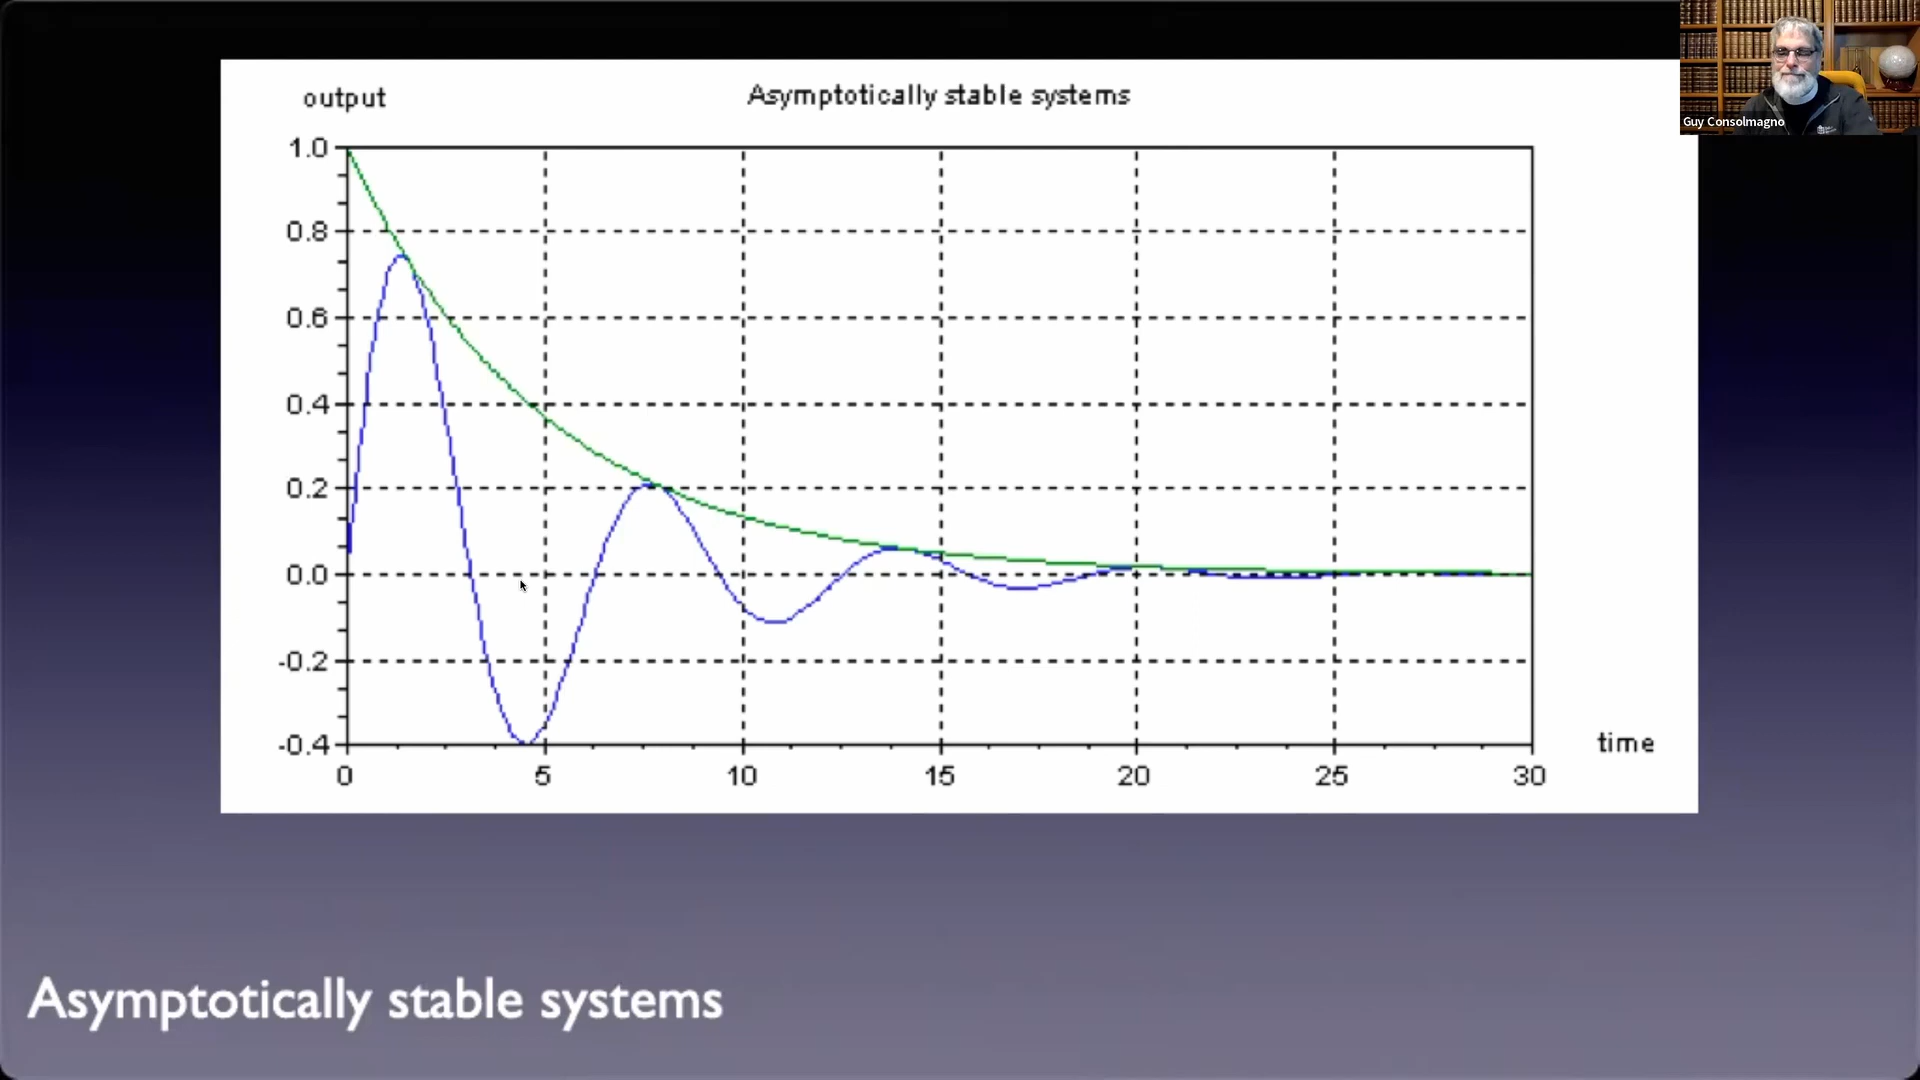 output
Asymptotically stable systems
Guy Consolmagno
1.0
0.8
0.6
0.4
0.2
0.0
-0.2
-0.4
0 5 10 15 20 25 30
time
Asymptotically stable systems